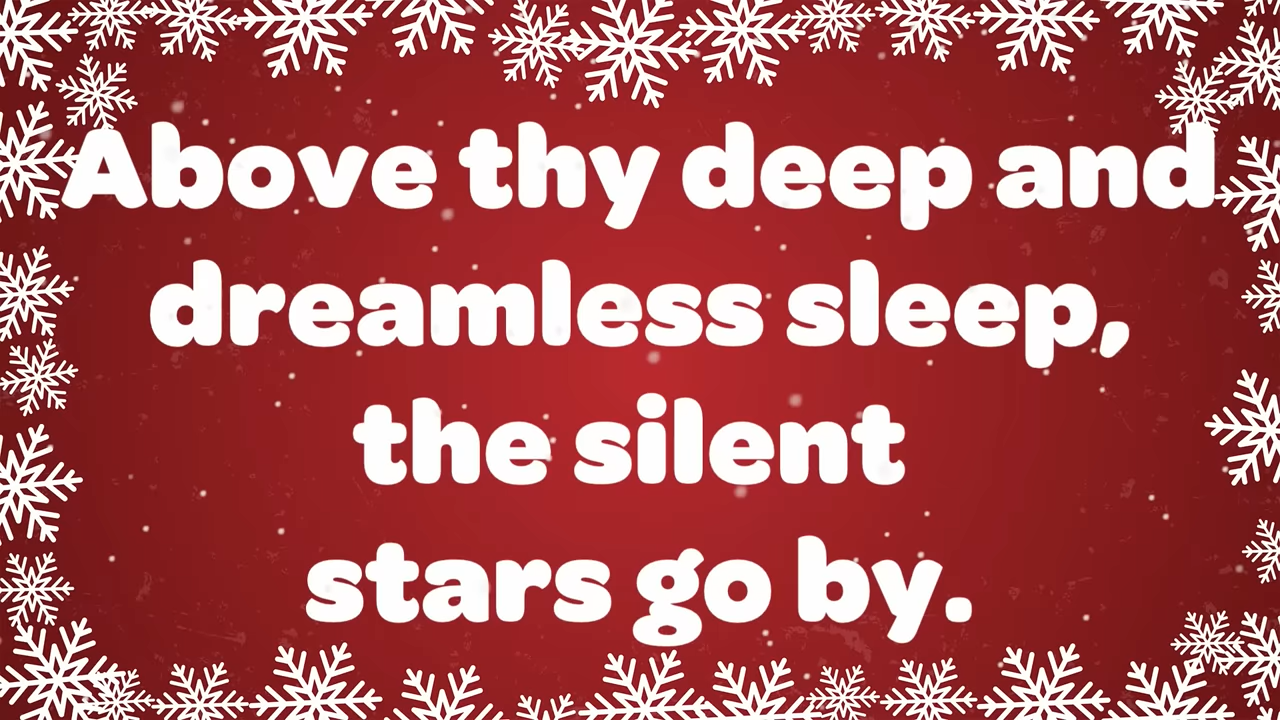 Above thy deep and
dreamless sleep,
the silent
stars go by.